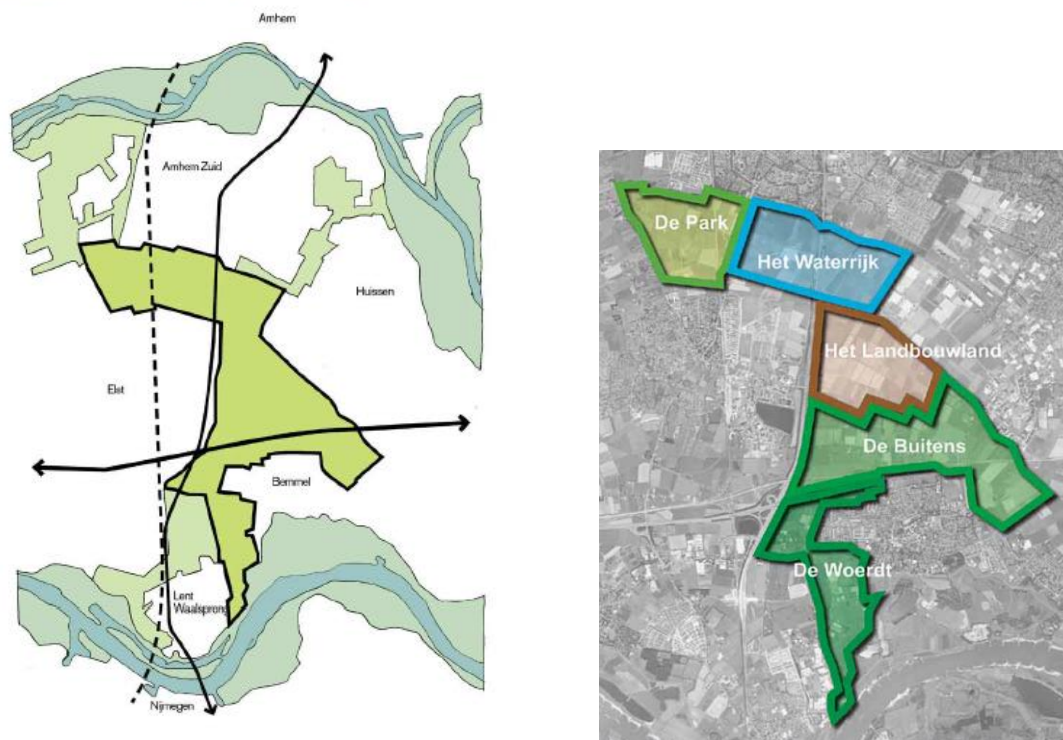 Arnhem
Arnhem Zuid
Huissen
Elst
Bemmel
Lent
Waalsprong
Nijmegen
De Park
Het Waterrijk
Het Landbouwland
De Buitens
De Woerdt